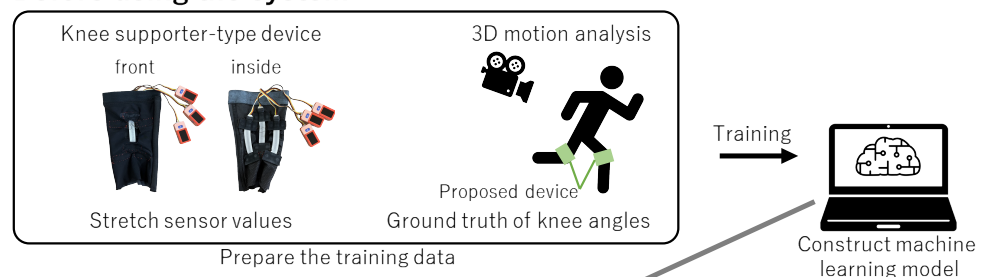 Knee supporter-type device
3D motion analysis
front
inside
Training
Proposed device
Stretch sensor values
Ground truth of knee angles
Prepare the training data
Construct machine
learning model